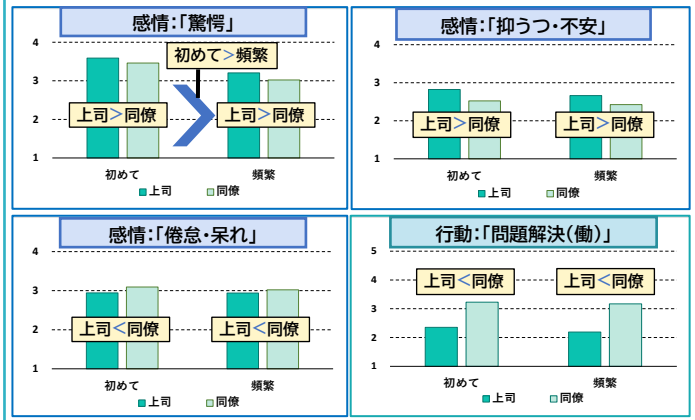 感情:「驚愕」
4
初めて>頻繁
3
上司>同僚
上司>同僚
2
1
初めて
頻繁
上司
同僚
感情:「抑うつ・不安」
4
3
2
上司>同僚
上司>同僚
1
初めて
頻繁
上司
同僚
感情:「倦怠・呆れ」
4
3
2
上司<同僚
上司<同僚
1
初めて
頻繁
上司
同僚
行動:「問題解決(働)」
5
4
上司<同僚
上司<同僚
3
2
1
初めて
頻繁
上司
同僚